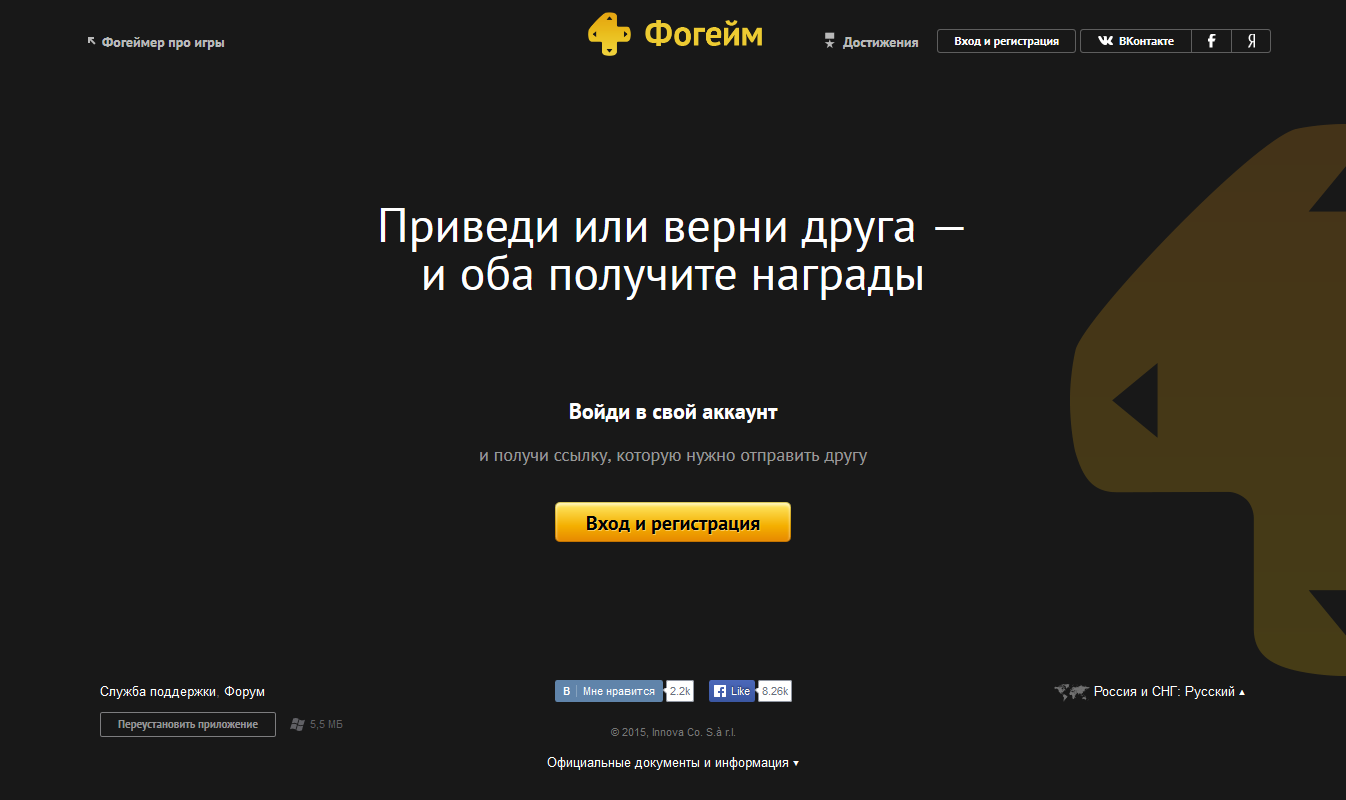 Фогеймер про игры
Фогейм
Достижения
Вход и регистрация
ВКонтакте
Я
Приведи или верни друга —
и оба получите награды
Войди в свой аккаунт
и получи ссылку, которую нужно отправить другу
Вход и регистрация
Служба поддержки, Форум
В Мне нравится 2.2k
Like 8.26k
Россия и СНГ: Русский
Переустановить приложение 5,5 МБ
© 2015, Innova Co. S.à r.l.
Официальные документы и информация